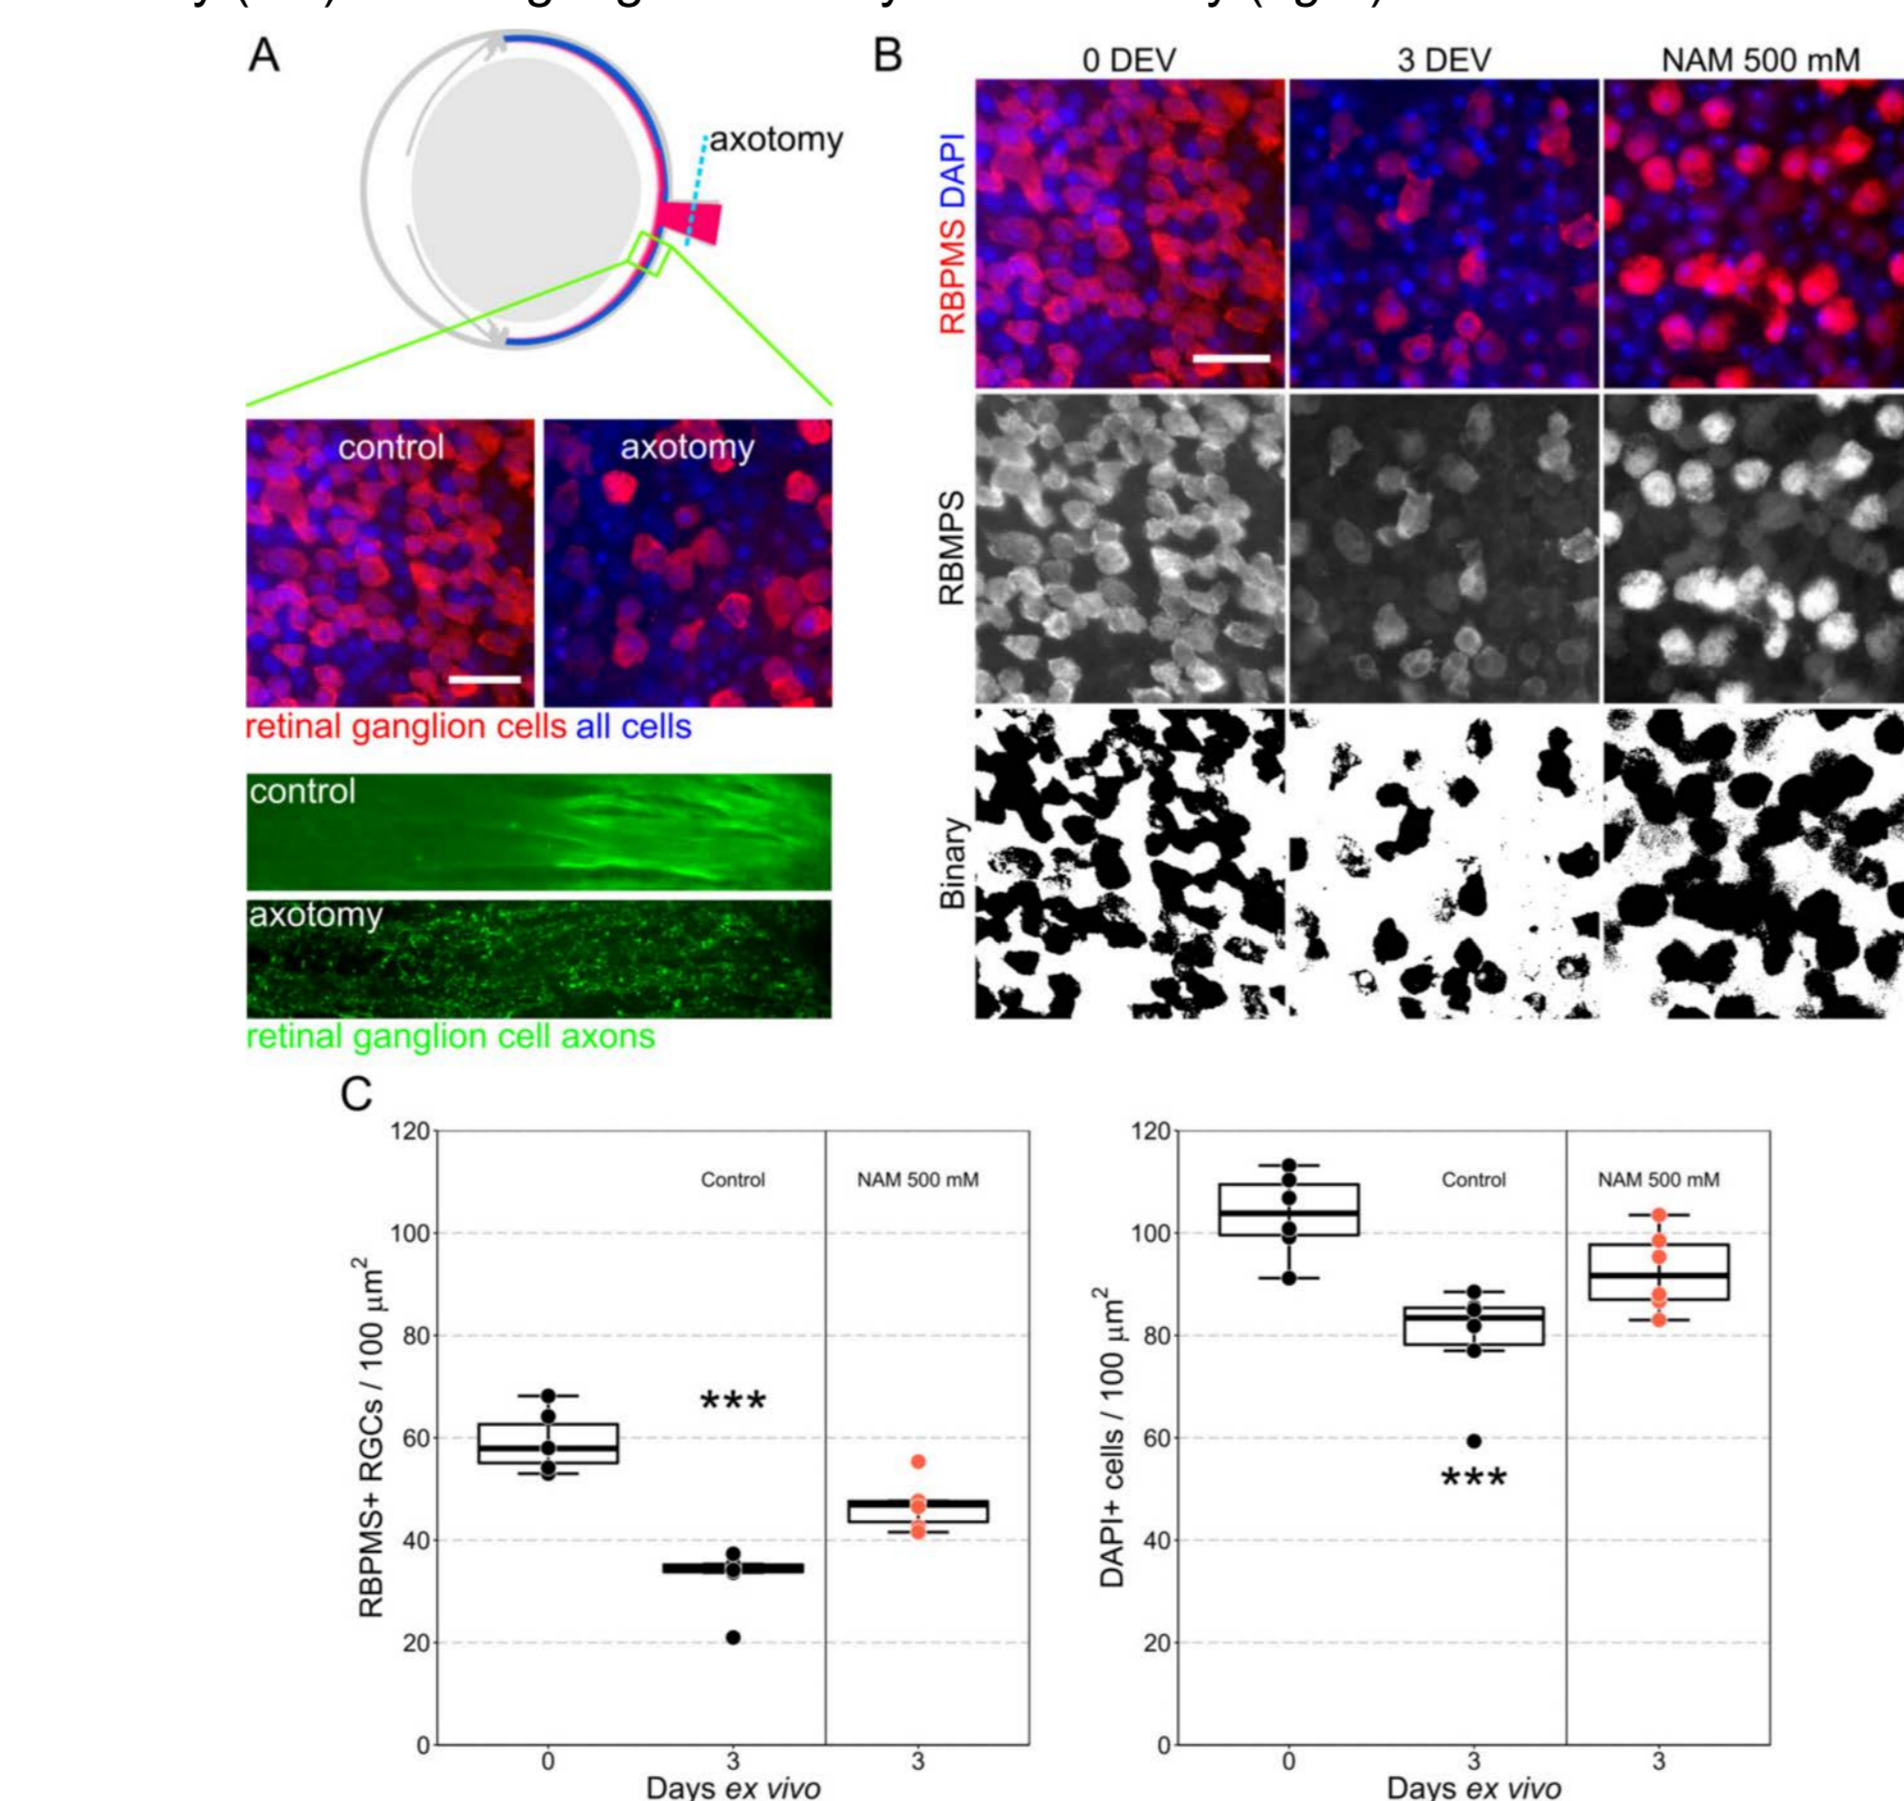 A
axotomy
control
axotomy
retinal ganglion cells all cells
control
axotomy
retinal ganglion cell axons
B
0 DEV
3 DEV
NAM 500 mM
RBPMS DAPI
RBMPS
Binary
C
120
100
80
60
40
20
0
RBPMS+ RGCs / 100 μm²
Control
NAM 500 mM
***
0
3
3
Days ex vivo
120
100
80
60
40
20
0
DAPI+ cells / 100 μm²
Control
NAM 500 mM
***
0
3
3
Days ex vivo